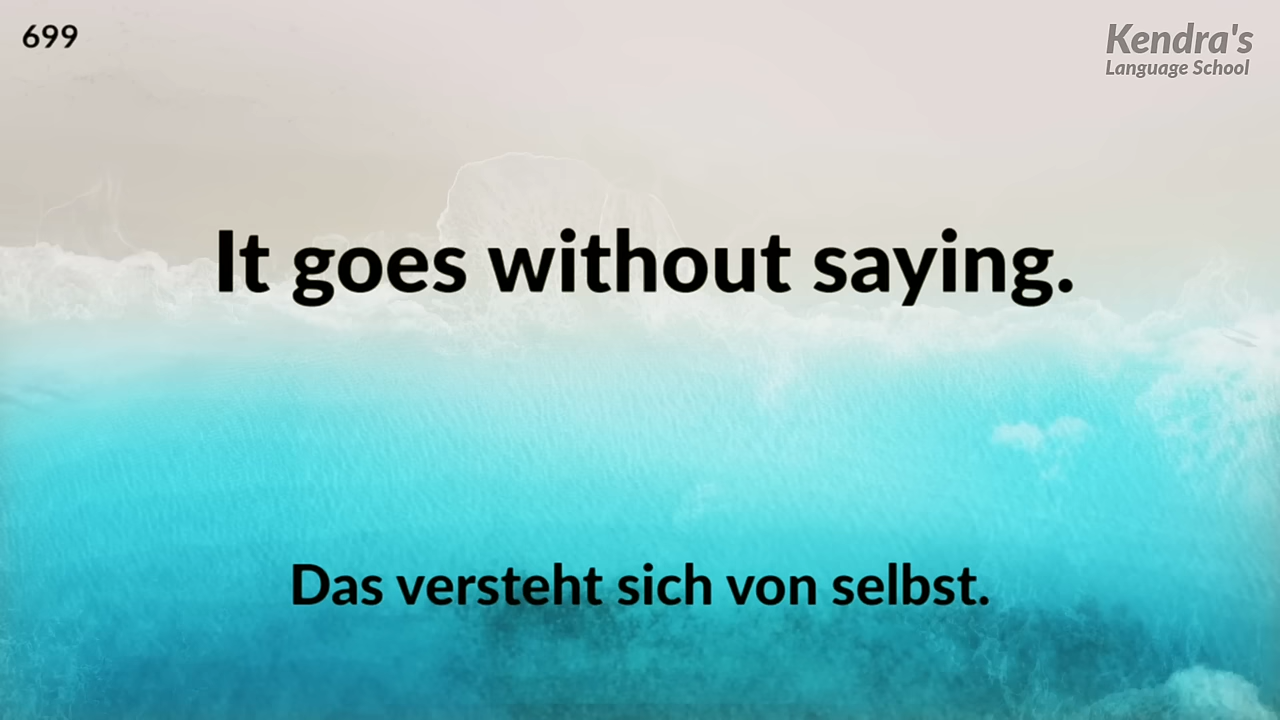 699
Kendra's
Language School
It goes without saying.
Das versteht sich von selbst.